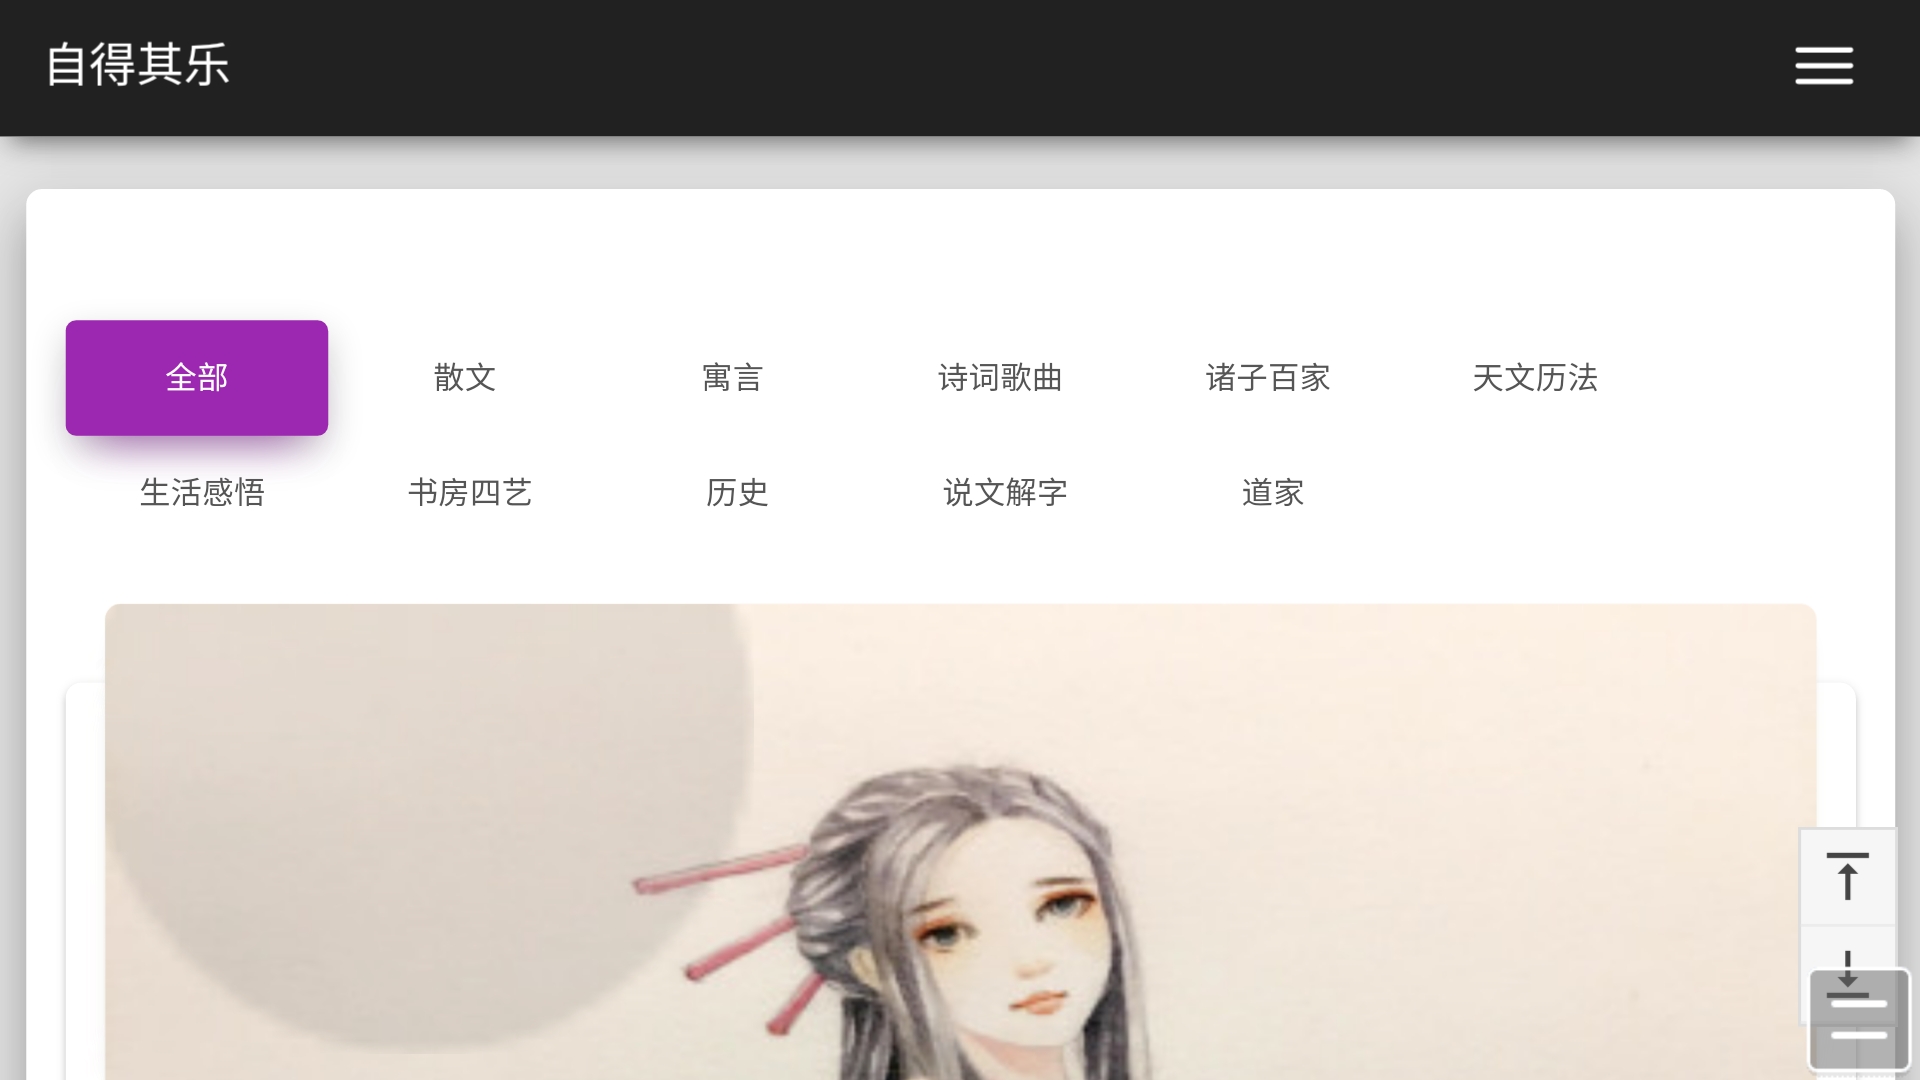 自得其乐
全部 散文 寓言 诗词歌曲 诸子百家 天文历法
生活感悟 书房四艺 历史 说文解字 道家